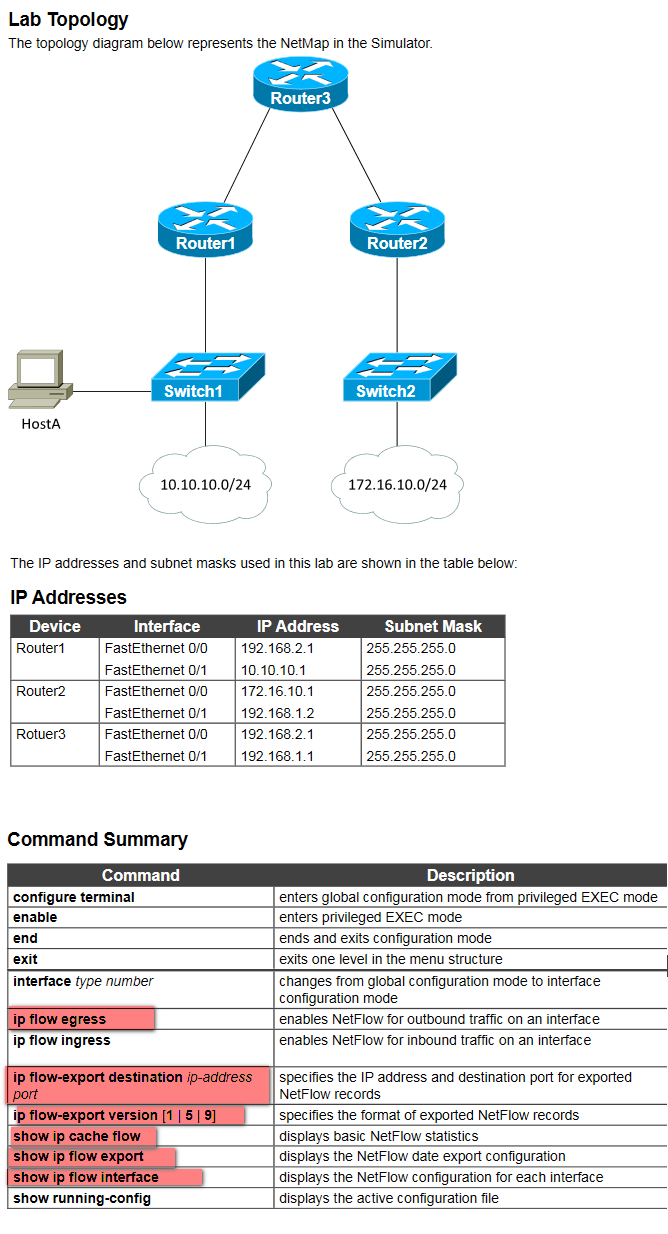 Lab Topology
The topology diagram below represents the NetMap in the Simulator.
Router3
Router1
Router2
Switch1
Switch2
HostA
10.10.10.0/24
172.16.10.0/24
The IP addresses and subnet masks used in this lab are shown in the table below:
IP Addresses
Device Interface IP Address Subnet Mask
Router1 FastEthernet 0/0 192.168.2.1 255.255.255.0
FastEthernet 0/1 10.10.10.1 255.255.255.0
Router2 FastEthernet 0/0 172.16.10.1 255.255.255.0
FastEthernet 0/1 192.168.1.2 255.255.255.0
Rotuer3 FastEthernet 0/0 192.168.2.1 255.255.255.0
FastEthernet 0/1 192.168.1.1 255.255.255.0
Command Summary
Command Description
configure terminal enters global configuration mode from privileged EXEC mode
enable enters privileged EXEC mode
end ends and exits configuration mode
exit exits one level in the menu structure
interface type number changes from global configuration mode to interface
configuration mode
ip flow egress enables NetFlow for outbound traffic on an interface
ip flow ingress enables NetFlow for inbound traffic on an interface
ip flow-export destination ip-address specifies the IP address and destination port for exported
port NetFlow records
ip flow-export version [1 | 5 | 9] specifies the format of exported NetFlow records
show ip cache flow displays basic NetFlow statistics
show ip flow export displays the NetFlow date export configuration
show ip flow interface displays the NetFlow configuration for each interface
show running-config displays the active configuration file